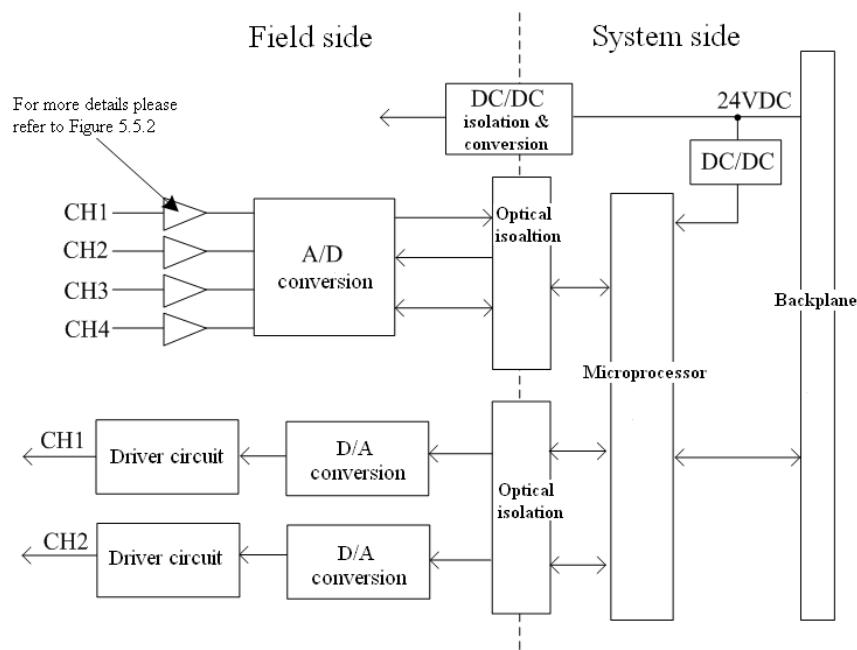 Field side
System side
For more details please
refer to Figure 5.5.2
DC/DC
isolation &
conversion
24VDC
DC/DC
CH1
CH2
CH3
CH4
A/D
conversion
Optical
isoaltion
Backplane
Microprocessor
CH1
Driver circuit
D/A
conversion
Optical
isolation
CH2
Driver circuit
D/A
conversion